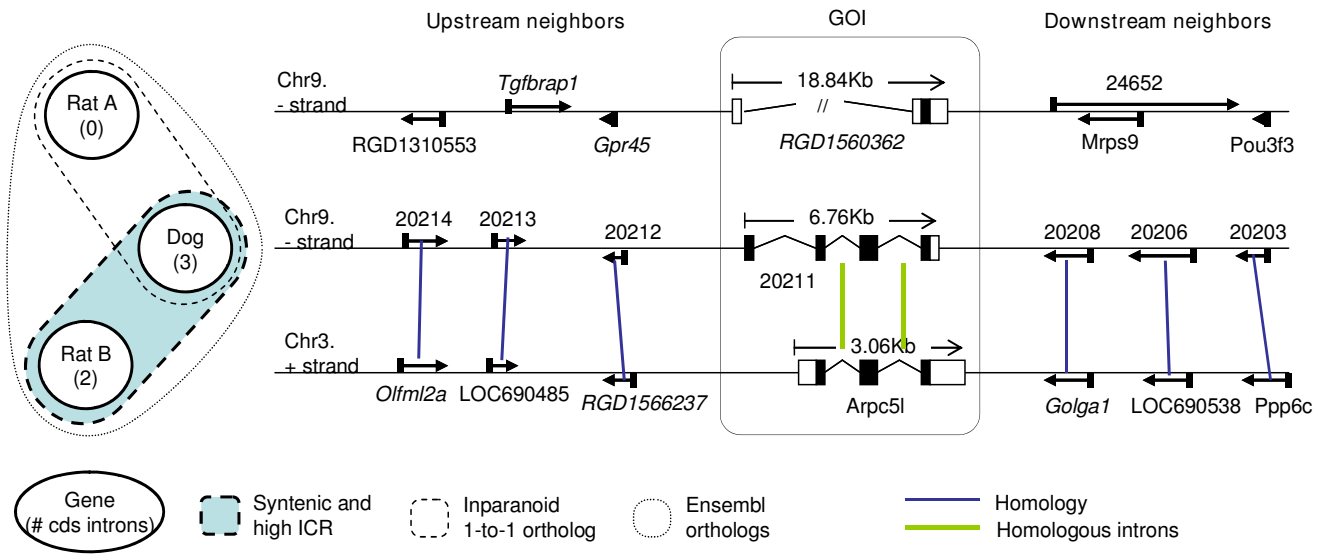 Upstream neighbors
GOI
Downstream neighbors
Rat A
(0)
Dog
(3)
Rat B
(2)
Chr9.
- strand
Tgfbrap1
18.84Kb
24652
//
RGD1310553
Gpr45
RGD1560362
Mrps9
Pou3f3
Chr9.
- strand
20214
20213
20212
6.76Kb
20208
20206
20203
20211
Chr3.
+ strand
3.06Kb
Olfml2a
LOC690485
RGD1566237
Arpc5l
Golga1
LOC690538
Ppp6c
Gene
(# cds introns)
Syntenic and
high ICR
Inparanoid
1-to-1 ortholog
Ensembl
orthologs
Homology
Homologous introns